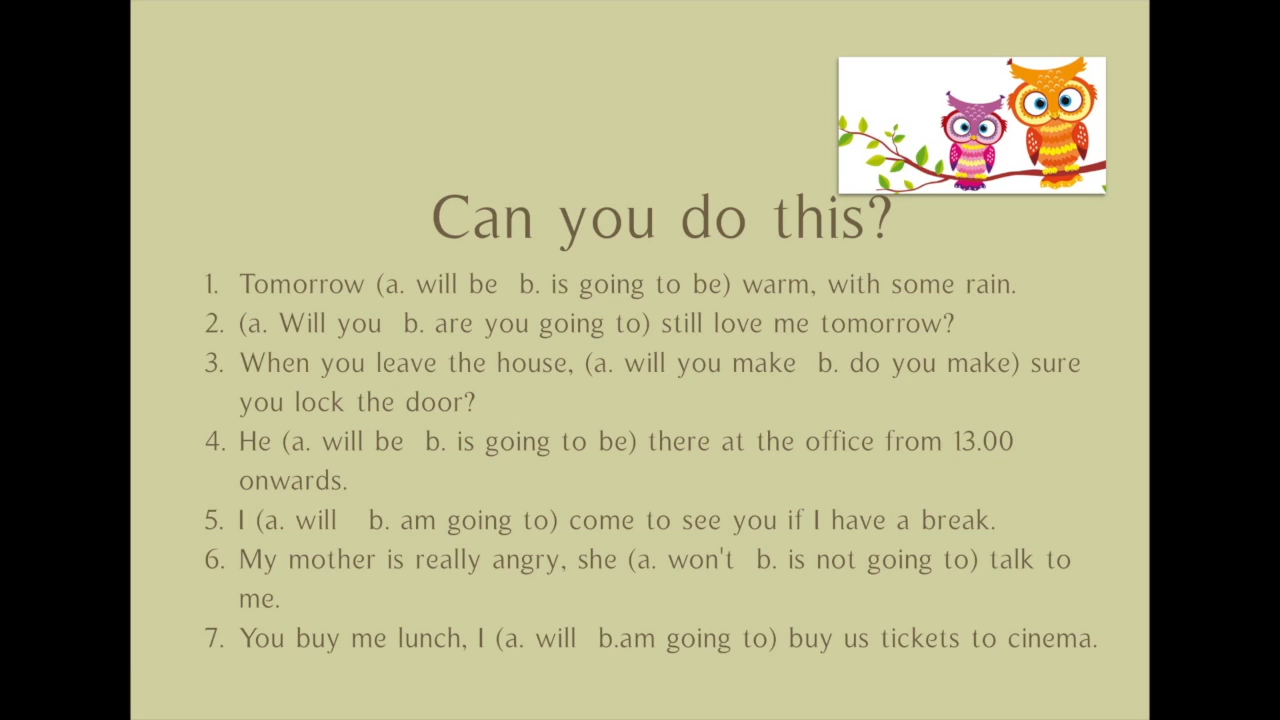 Can you do this?
1. Tomorrow (a. will be b. is going to be) warm, with some rain.
2. (a. Will you b. are you going to) still love me tomorrow?
3. When you leave the house, (a. will you make b. do you make) sure
you lock the door?
4. He (a. will be b. is going to be) there at the office from 13.00
onwards.
5. I (a. will b. am going to) come to see you if I have a break.
6. My mother is really angry, she (a. won't b. is not going to) talk to
me.
7. You buy me lunch, I (a. will b.am going to) buy us tickets to cinema.